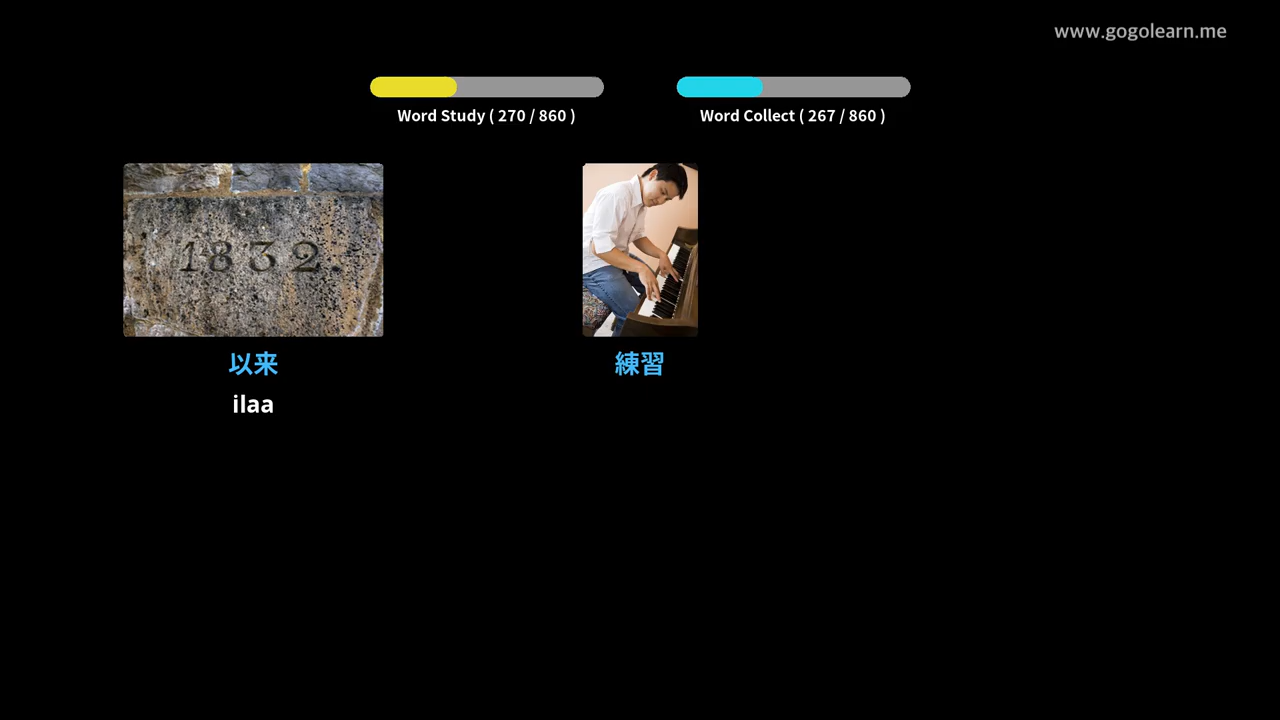 www.gogolearn.me
Word Study ( 270 / 860 )
Word Collect ( 267 / 860 )
1832.
以来
練習
ilaa